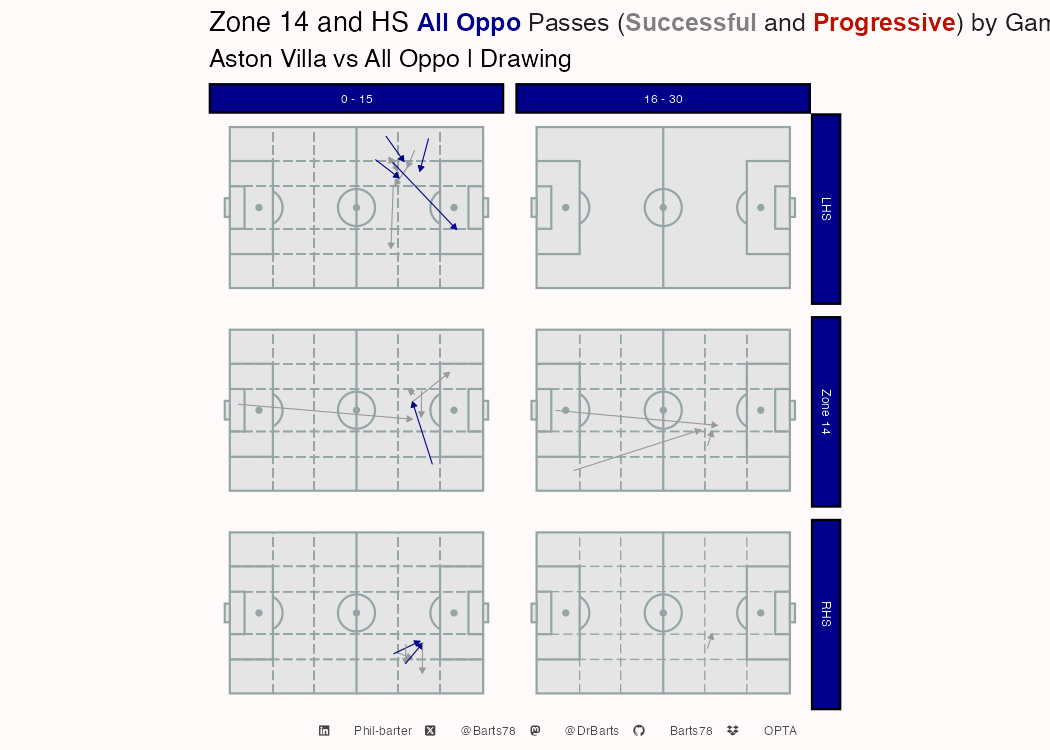 Zone 14 and HS All Oppo Passes (Successful and Progressive) by Gam
Aston Villa vs All Oppo | Drawing
0 - 15
16 - 30
LHS
Zone 14
RHS
Phil-barter @Barts78 @DrBarts Barts78 OPTA